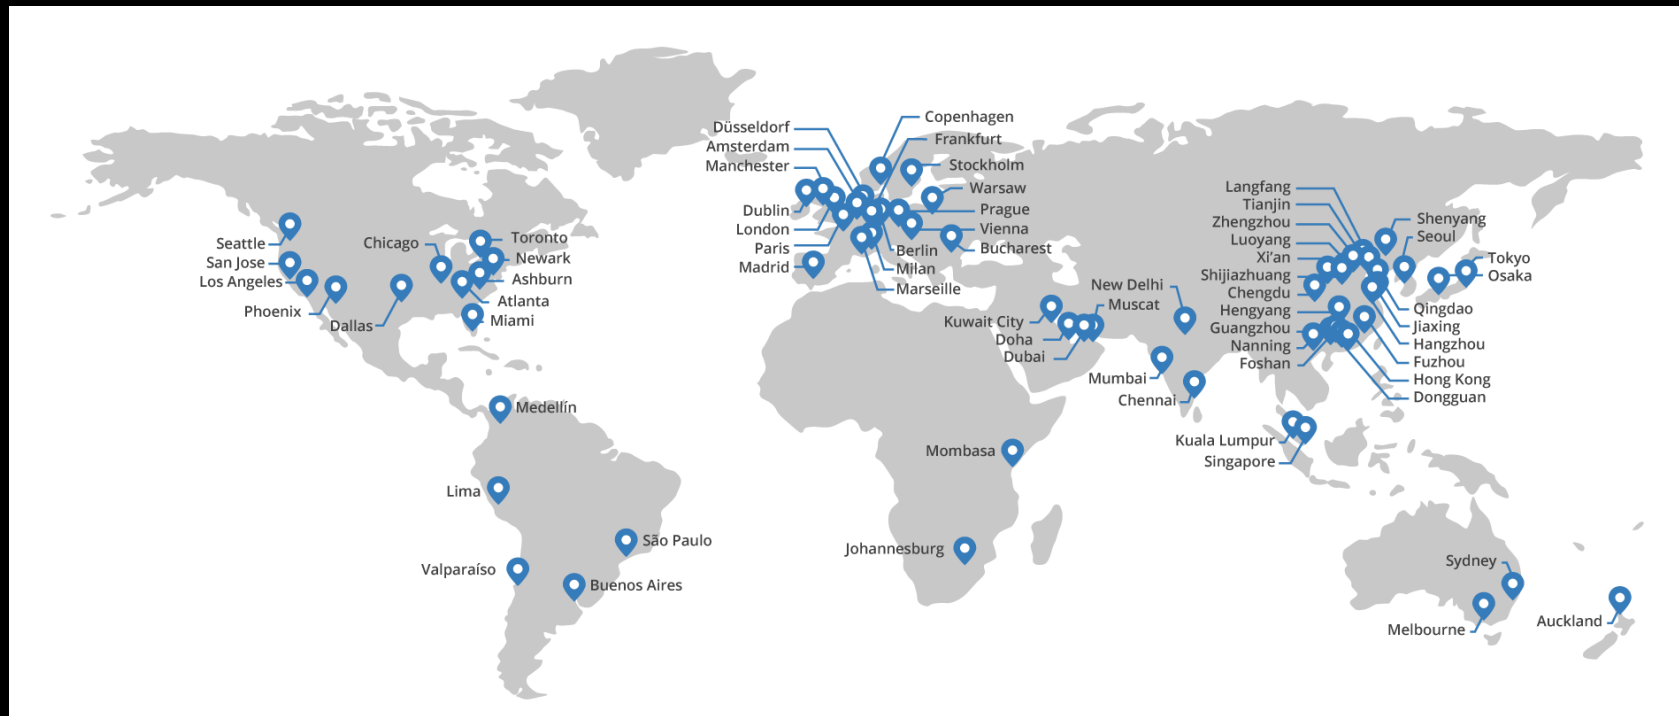 Seattle
San Jose
Los Angeles
Phoenix
Dallas
Chicago
Toronto
Newark
Ashburn
Atlanta
Miami
Medellín
Lima
São Paulo
Valparaíso
Buenos Aires
Düsseldorf
Amsterdam
Manchester
Dublin
London
Paris
Madrid
Copenhagen
Frankfurt
Stockholm
Warsaw
Prague
Vienna
Bucharest
Berlin
Milan
Marseille
Kuwait City
Doha
Dubai
New Delhi
Muscat
Mumbai
Chennai
Mombasa
Johannesburg
Langfang
Tianjin
Zhengzhou
Luoyang
Xi'an
Shijiazhuang
Chengdu
Hengyang
Guangzhou
Nanning
Foshan
Shenyang
Seoul
Tokyo
Osaka
Qingdao
Jiaxing
Hangzhou
Fuzhou
Hong Kong
Dongguan
Kuala Lumpur
Singapore
Sydney
Melbourne
Auckland